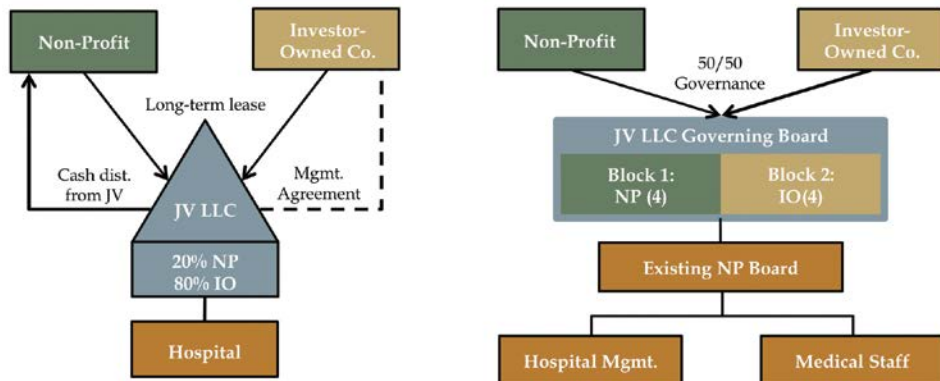 Non-Profit
Investor-
Owned Co.
Long-term lease
Cash dist.
from JV
Mgmt.
Agreement
JV LLC
20% NP
80% IO
Hospital
Non-Profit
Investor-
Owned Co.
50/50
Governance
JV LLC Governing Board
Block 1:
NP (4)
Block 2:
IO(4)
Existing NP Board
Hospital Mgmt.
Medical Staff